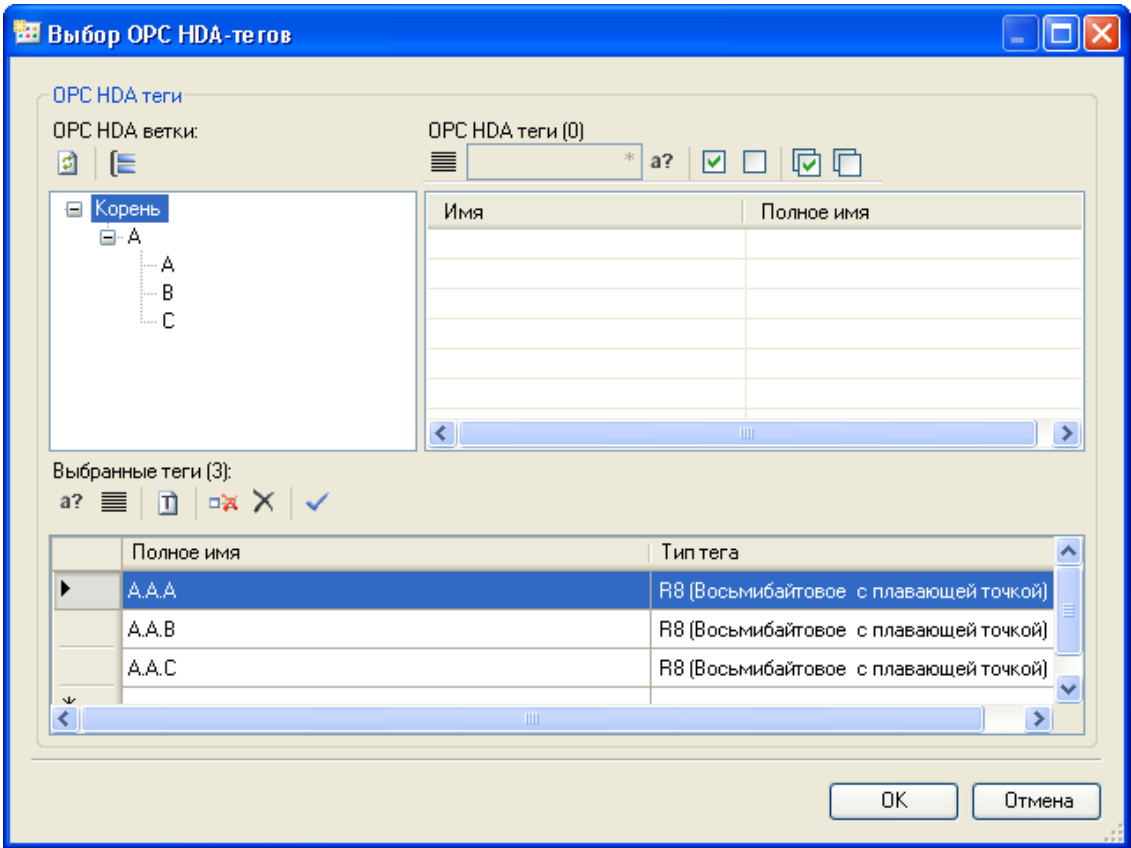 Выбор OPC HDA-тегов
OPC HDA теги
OPC HDA ветки:
OPC HDA теги (0)
* a?
Корень
A
A
B
C
Имя Полное имя
Выбранные теги (3):
a? T
Полное имя Тип тега
A.A.A R8 (Восьмибайтовое с плавающей точкой)
A.A.B R8 (Восьмибайтовое с плавающей точкой)
A.A.C R8 (Восьмибайтовое с плавающей точкой)
*
OK Отмена